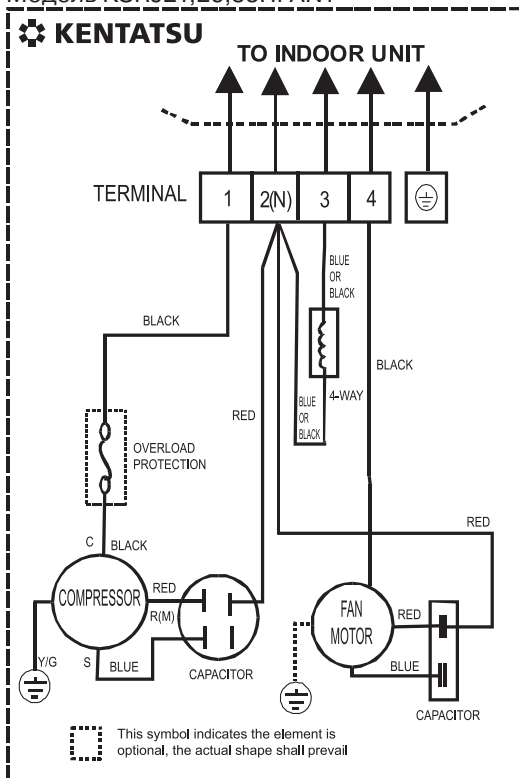 KENTATSU
TO INDOOR UNIT
TERMINAL
1
2(N)
3
4
BLUE
OR
BLACK
BLACK
4-WAY
BLACK
RED
BLUE
OR
BLACK
OVERLOAD
PROTECTION
RED
C
BLACK
COMPRESSOR
RED
R(M)
FAN
MOTOR
RED
Y/G
S
BLUE
BLUE
CAPACITOR
CAPACITOR
This symbol indicates the element is
optional, the actual shape shall prevail